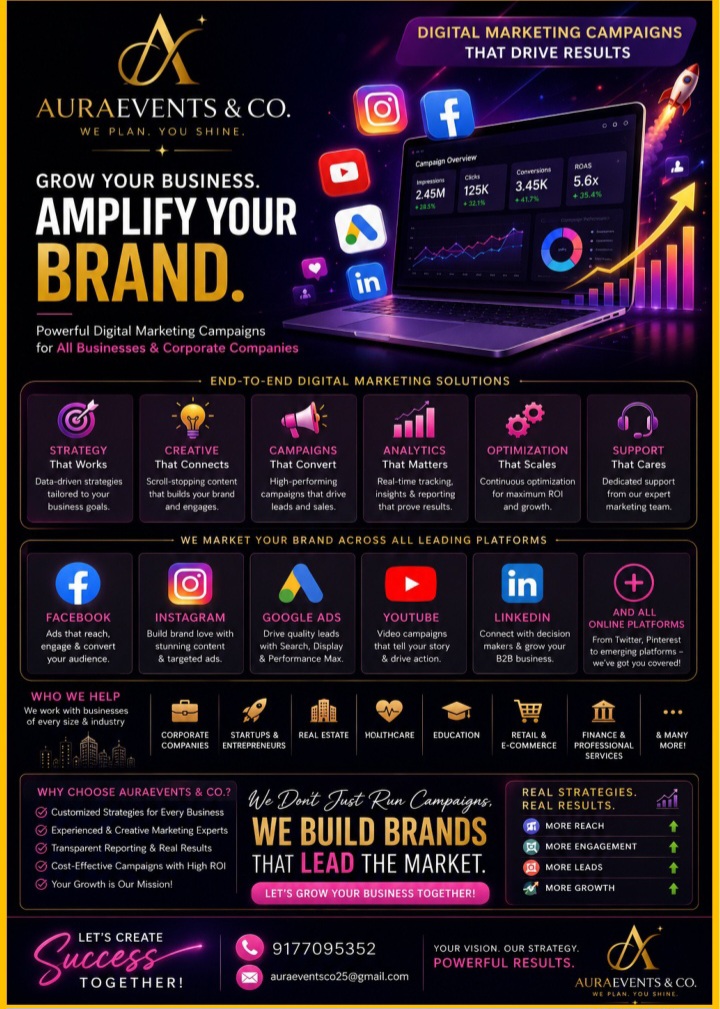 AURAEVENTS & CO.
WE PLAN. YOU SHINE.
DIGITAL MARKETING CAMPAIGNS
THAT DRIVE RESULTS
GROW YOUR BUSINESS.
AMPLIFY YOUR
BRAND.
Powerful Digital Marketing Campaigns
for All Businesses & Corporate Companies
Campaign Overview
Impressions
2.45M
+ 28.5%
Clicks
125K
+ 32.1%
Conversions
3.45K
+ 41.7%
ROAS
5.6x
+ 35.4%
END-TO-END DIGITAL MARKETING SOLUTIONS
STRATEGY
That Works
Data-driven strategies
tailored to your
business goals.
CREATIVE
That Connects
Scroll-stopping content
that builds your brand
and engages.
CAMPAIGNS
That Convert
High-performing
campaigns that drive
leads and sales.
ANALYTICS
That Matters
Real-time tracking,
insights & reporting
that prove results.
OPTIMIZATION
That Scales
Continuous optimization
for maximum ROI
and growth.
SUPPORT
That Cares
Dedicated support
from our expert
marketing team.
WE MARKET YOUR BRAND ACROSS ALL LEADING PLATFORMS
FACEBOOK
Ads that reach,
engage & convert
your audience.
INSTAGRAM
Build brand love with
stunning content
& targeted ads.
GOOGLE ADS
Drive quality leads
with Search, Display
& Performance Max.
YOUTUBE
Video campaigns
that tell your story
& drive action.
in
LINKEDIN
Connect with decision
makers & grow your
B2B business.
AND ALL
ONLINE PLATFORMS
From Twitter, Pinterest
to emerging platforms –
we've got you covered!
WHO WE HELP
We work with businesses
of every size & industry
CORPORATE
COMPANIES
STARTUPS &
ENTREPRENEURS
REAL ESTATE
EDUCATION
RETAIL &
E-COMMERCE
FINANCE &
PROFESSIONAL
SERVICES
& MANY
MORE!
WHY CHOOSE AURAEVENTS & CO.?
Customized Strategies for Every Business
Experienced & Creative Marketing Experts
Transparent Reporting & Real Results
Cost-Effective Campaigns with High ROI
Your Growth is Our Mission!
We Don't Just Run Campaigns,
WE BUILD BRANDS
THAT LEAD THE MARKET.
LET'S GROW YOUR BUSINESS TOGETHER!
REAL STRATEGIES.
REAL RESULTS.
MORE REACH
MORE ENGAGEMENT
MORE LEADS
MORE GROWTH
LET'S CREATE
Success
TOGETHER!
9177095352
auraeventsco25@gmail.com
YOUR VISION. OUR STRATEGY.
POWERFUL RESULTS.
AURAEVENTS & CO.
WE PLAN. YOU SHINE.